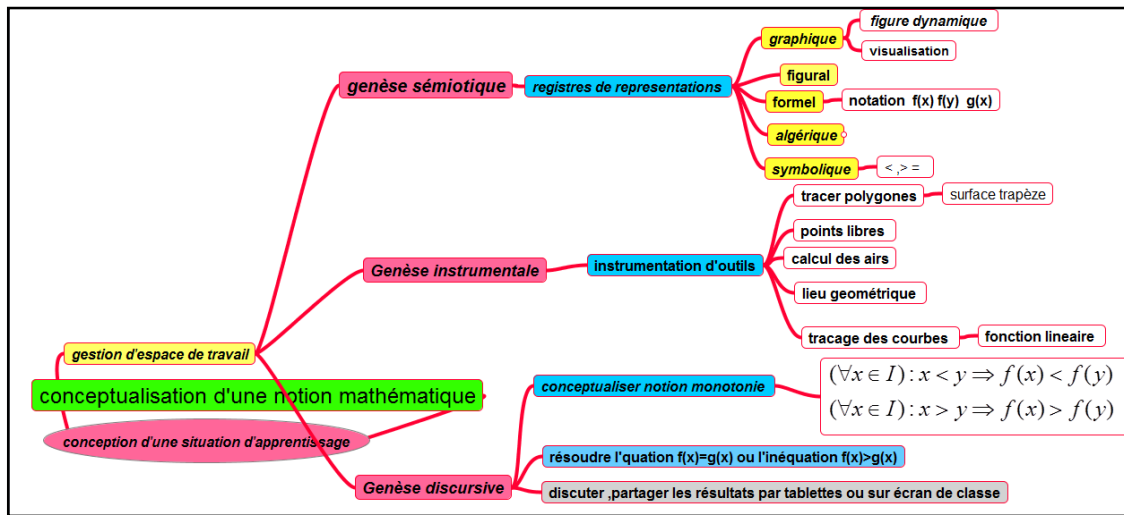 figure dynamique
graphique
visualisation
genèse sémiotique
registres de representations
figural
formel
notation f(x) f(y) g(x)
algérique
symbolique
< ,> =
tracer polygones
surface trapèze
points libres
Genèse instrumentale
instrumentation d'outils
calcul des airs
lieu geométrique
tracage des courbes
fonction lineaire
gestion d'espace de travail
conceptualisation d'une notion mathématique
conception d'une situation d'apprentissage
conceptualiser notion monotonie
(∀x ∈ I) : x < y ⇒ f(x) < f(y)
(∀x ∈ I) : x > y ⇒ f(x) > f(y)
résoudre l'quation f(x)=g(x) ou l'inéquation f(x)>g(x)
Genèse discursive
discuter ,partager les résultats par tablettes ou sur écran de classe